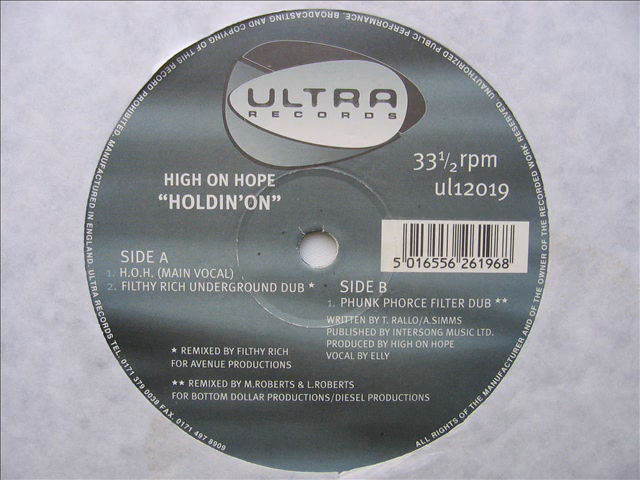 ULTRA
RECORDS
33 1/2 rpm
ul12019
HIGH ON HOPE
"HOLDIN'ON"
5 016556 261968
SIDE A
1. H.O.H. (MAIN VOCAL)
2. FILTHY RICH UNDERGROUND DUB *
SIDE B
1. PHUNK PHORCE FILTER DUB **
WRITTEN BY T. RALLO/A.SIMMS
PUBLISHED BY INTERSONG MUSIC LTD.
PRODUCED BY HIGH ON HOPE
VOCAL BY ELLY
* REMIXED BY FILTHY RICH
FOR AVENUE PRODUCTIONS
** REMIXED BY M.ROBERTS & L.ROBERTS
FOR BOTTOM DOLLAR PRODUCTIONS/DIESEL PRODUCTIONS
ALL RIGHTS OF THE MANUFACTURER AND OF THE OWNER OF THE RECORDED WORK RESERVED. UNAUTHORIZED PUBLIC PERFORMANCE, BROADCASTING AND COPYING OF THIS RECORD PROHIBITED. MANUFACTURED IN ENGLAND. ULTRA RECORDS TEL. 0171 379 0038 FAX. 0171 497 8909